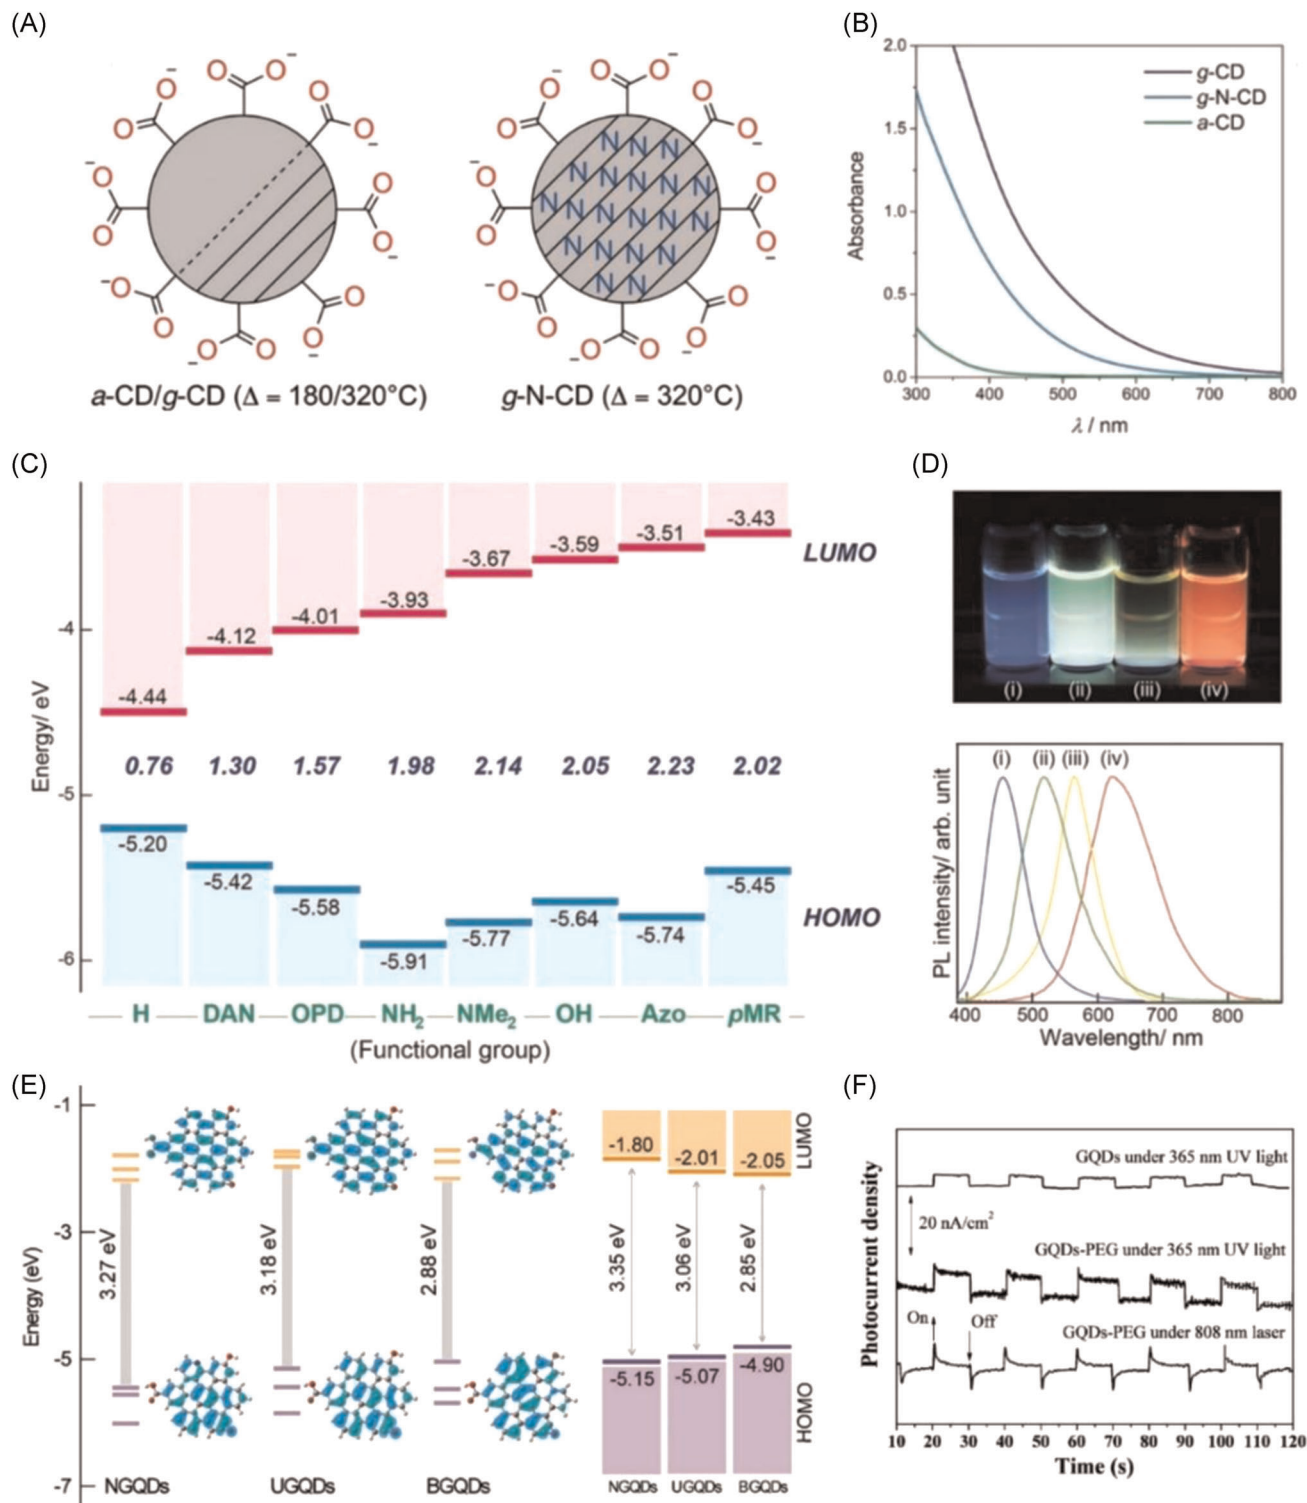 (A)
O O⁻
O⁻ O
O O⁻
⁻O O
O O⁻
⁻O O
O⁻ O
O O⁻
O O⁻
⁻O O
a-CD/g-CD (Δ = 180/320°C)
O O⁻
O⁻ O
O O⁻
⁻O O
O O⁻
⁻O O
O⁻ O
O O⁻
O O⁻
⁻O O
N N N
N N N N N
N N N N N N
N N N N
N N
g-N-CD (Δ = 320°C)
(B)
Absorbance
2.0
1.5
1.0
0.5
0.0
g-CD
g-N-CD
a-CD
300 400 500 600 700 800
λ / nm
(C)
Energy/ eV
-4
-5
-6
-4.44 -4.12 -4.01 -3.93 -3.67 -3.59 -3.51 -3.43
LUMO
0.76 1.30 1.57 1.98 2.14 2.05 2.23 2.02
-5.20 -5.42 -5.58 -5.91 -5.77 -5.64 -5.74 -5.45
HOMO
H DAN OPD NH₂ NMe₂ OH Azo pMR
(Functional group)
(D)
(i) (ii) (iii) (iv)
(i) (ii) (iii) (iv)
PL intensity/ arb. unit
400 500 600 700 800
Wavelength/ nm
(E)
Energy (eV)
-1
-3
-5
-7
3.27 eV
3.18 eV
2.88 eV
NGQDs UGQDs BGQDs
-1.80 -2.01 -2.05
LUMO
3.35 eV
3.06 eV
2.85 eV
-5.15 -5.07 -4.90
HOMO
NGQDs UGQDs BGQDs
(F)
Photocurrent density
GQDs under 365 nm UV light
20 nA/cm²
GQDs-PEG under 365 nm UV light
On
Off
GQDs-PEG under 808 nm laser
10 20 30 40 50 60 70 80 90 100 110 120
Time (s)